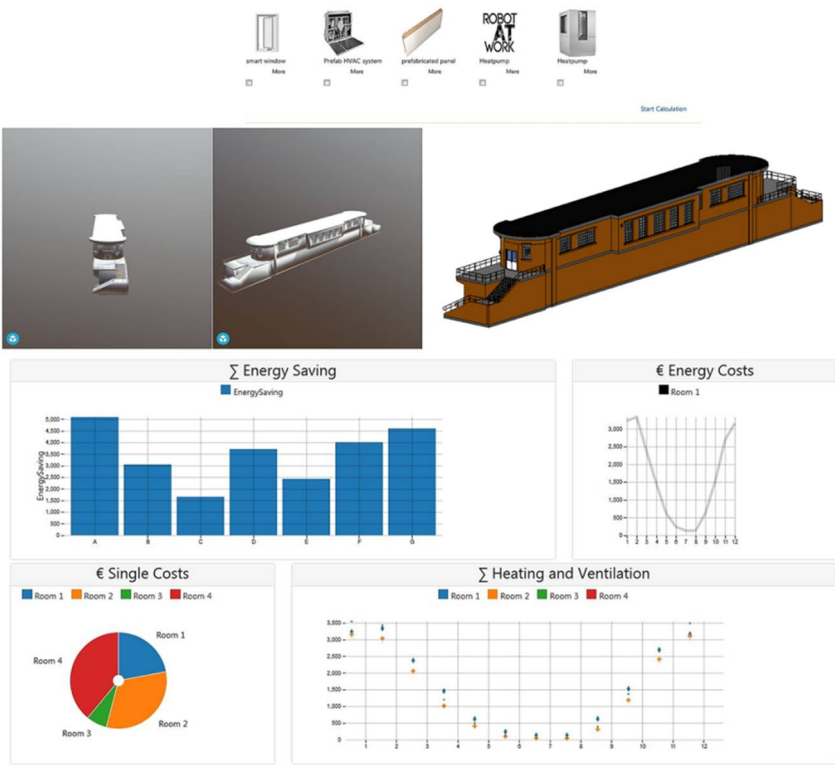 ROBOT
AT
WORK
smart window Prefab HVAC system prefabricated panel Heatpump Heatpump
More More More More More
Start Calculation
∑ Energy Saving
EnergySaving
EnergySaving
5,000
4,500
4,000
3,500
3,000
2,500
2,000
1,500
1,000
500
0
A B C D E F G
€ Energy Costs
Room 1
3,000
2,500
2,000
1,500
1,000
500
0
1 2 3 4 5 6 7 8 9 10 11 12
€ Single Costs
Room 1 Room 2 Room 3 Room 4
Room 1
Room 4
Room 2
Room 3
∑ Heating and Ventilation
Room 1 Room 2 Room 3 Room 4
3,500
3,000
2,500
2,000
1,500
1,000
500
0
1 2 3 4 5 6 7 8 9 10 11 12